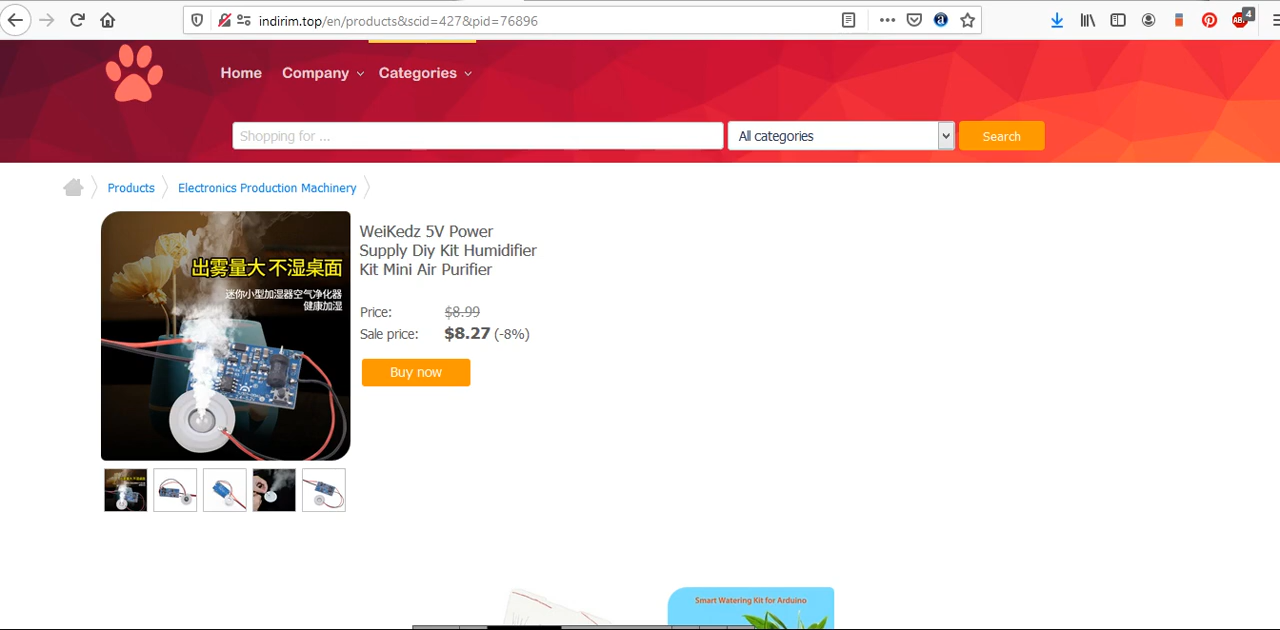 indirim.top/en/products&scid=427&pid=76896
ABP
4
Home
Company
Categories
Shopping for ...
All categories
Search
Products
Electronics Production Machinery
出雾量大 不湿桌面
迷你小型加湿器空气净化器
健康加湿
WeiKedz 5V Power
Supply Diy Kit Humidifier
Kit Mini Air Purifier
Price: $8.99
Sale price: $8.27 (-8%)
Buy now
Smart Watering Kit for Arduino